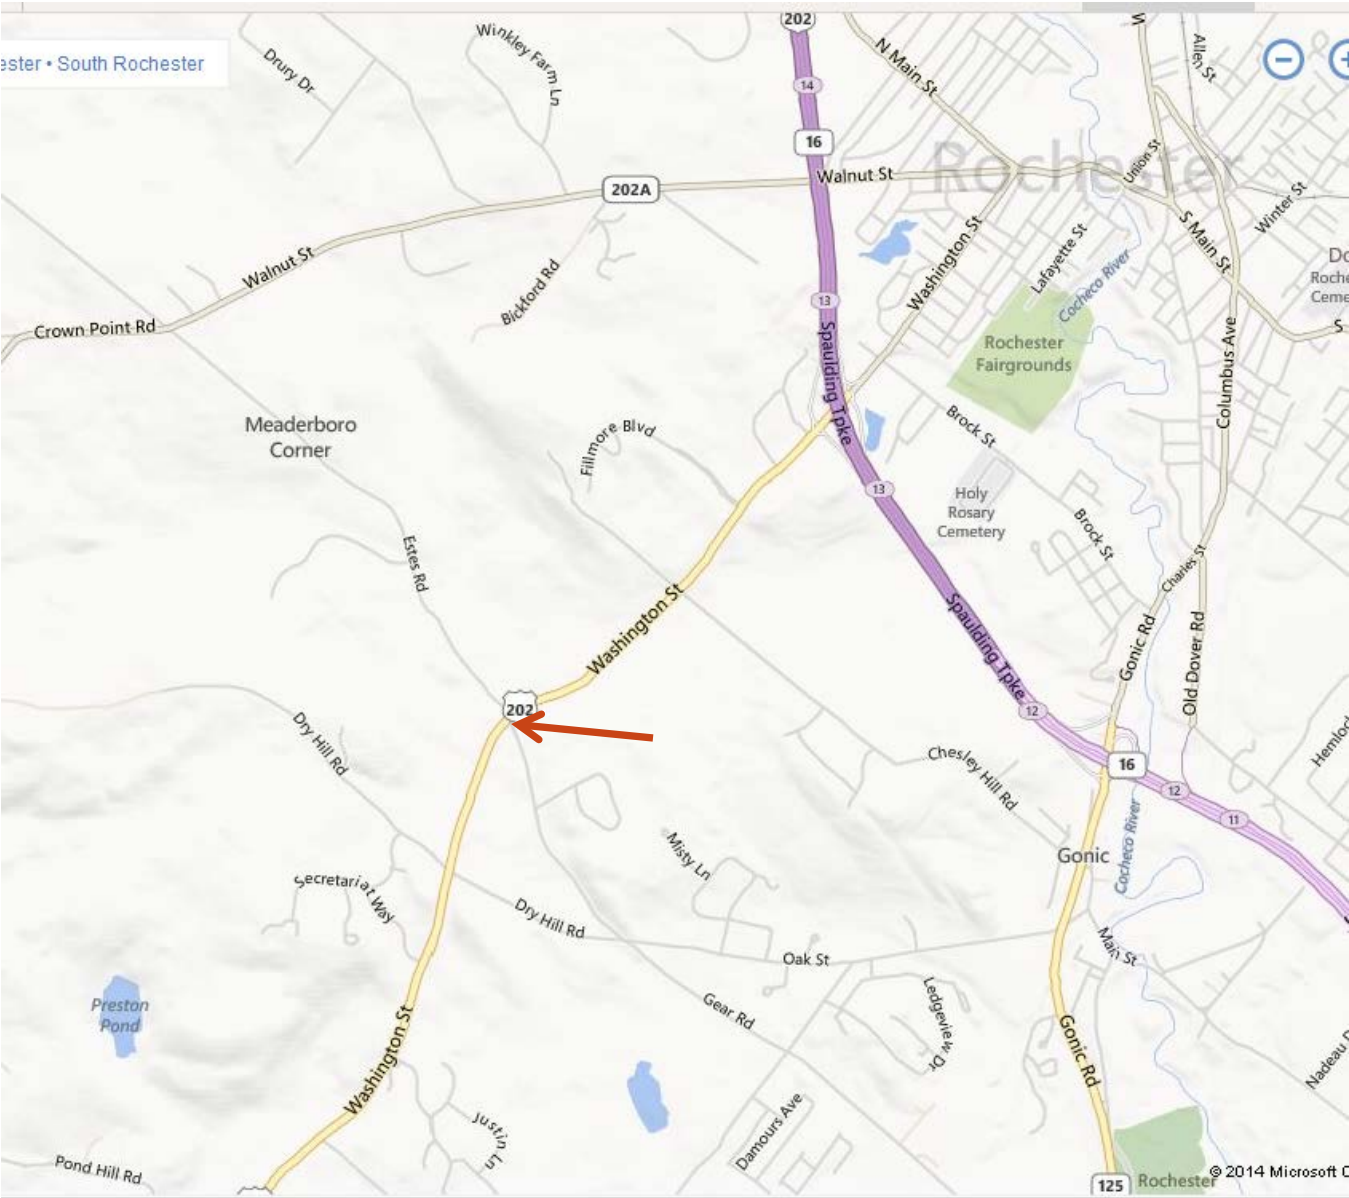 202
Winkley Farm Ln
N Main St
W
Allen St
ester • South Rochester
Drury Dr
14
16
Rochester
Union St
Walnut St
202A
Winter St
Washington St
S Main St
Lafayette St
Cocheco River
Walnut St
Bickford Rd
13
Crown Point Rd
Spaulding Tpke
Rochester
Fairgrounds
Columbus Ave
S
Meaderboro
Corner
Fillmore Blvd
Brock St
13
Holy
Rosary
Cemetery
Brock St
Estes Rd
Charles St
Washington St
Spaulding Tpke
Gonic Rd
Old Dover Rd
202
12
Dry Hill Rd
Chesley Hill Rd
16
12
11
Cocheco River
Misty Ln
Gonic
Secretariat Way
Dry Hill Rd
Main St
Oak St
Preston
Pond
Gear Rd
Ledgeview Dr
Washington St
Gonic Rd
Justin Ln
Damours Ave
Pond Hill Rd
125
Rochester
© 2014 Microsoft C